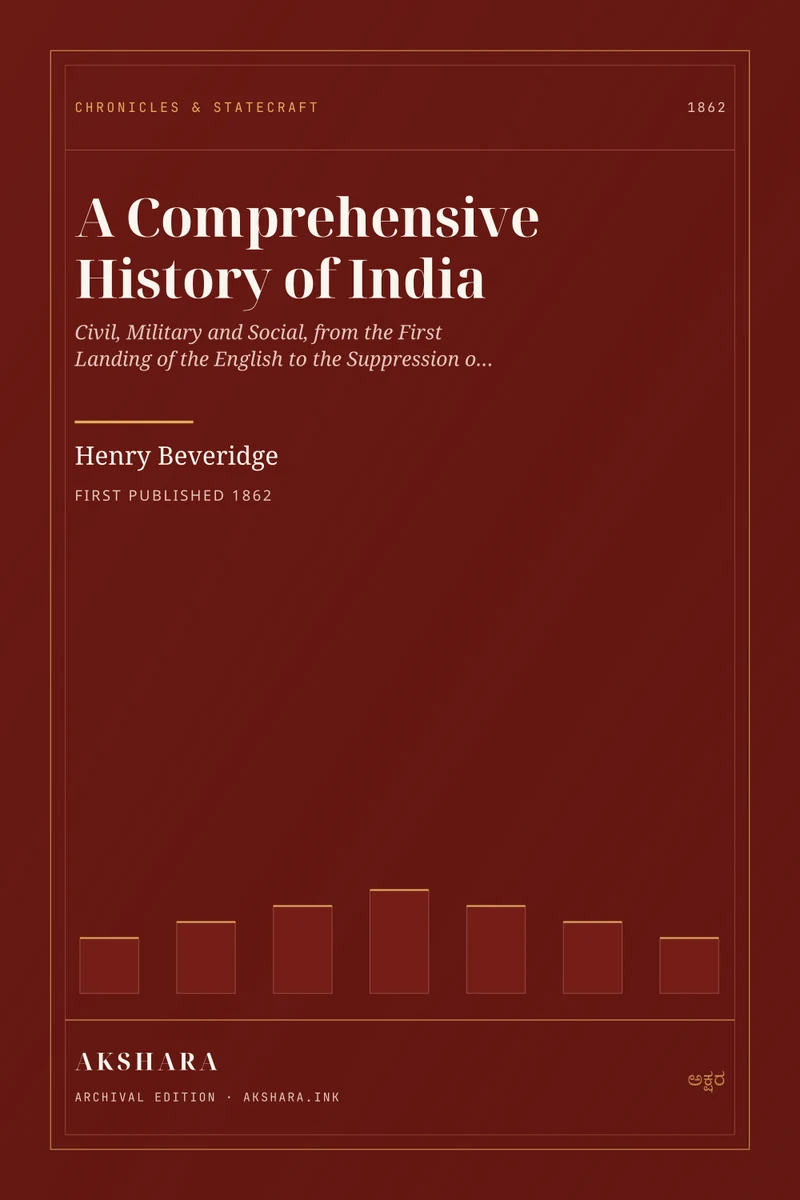 CHRONICLES & STATECRAFT
1862
A Comprehensive
History of India
Civil, Military and Social, from the First
Landing of the English to the Suppression o...
Henry Beveridge
FIRST PUBLISHED 1862
AKSHARA
ARCHIVAL EDITION · AKSHARA.INK
ಅಕ್ಷರ